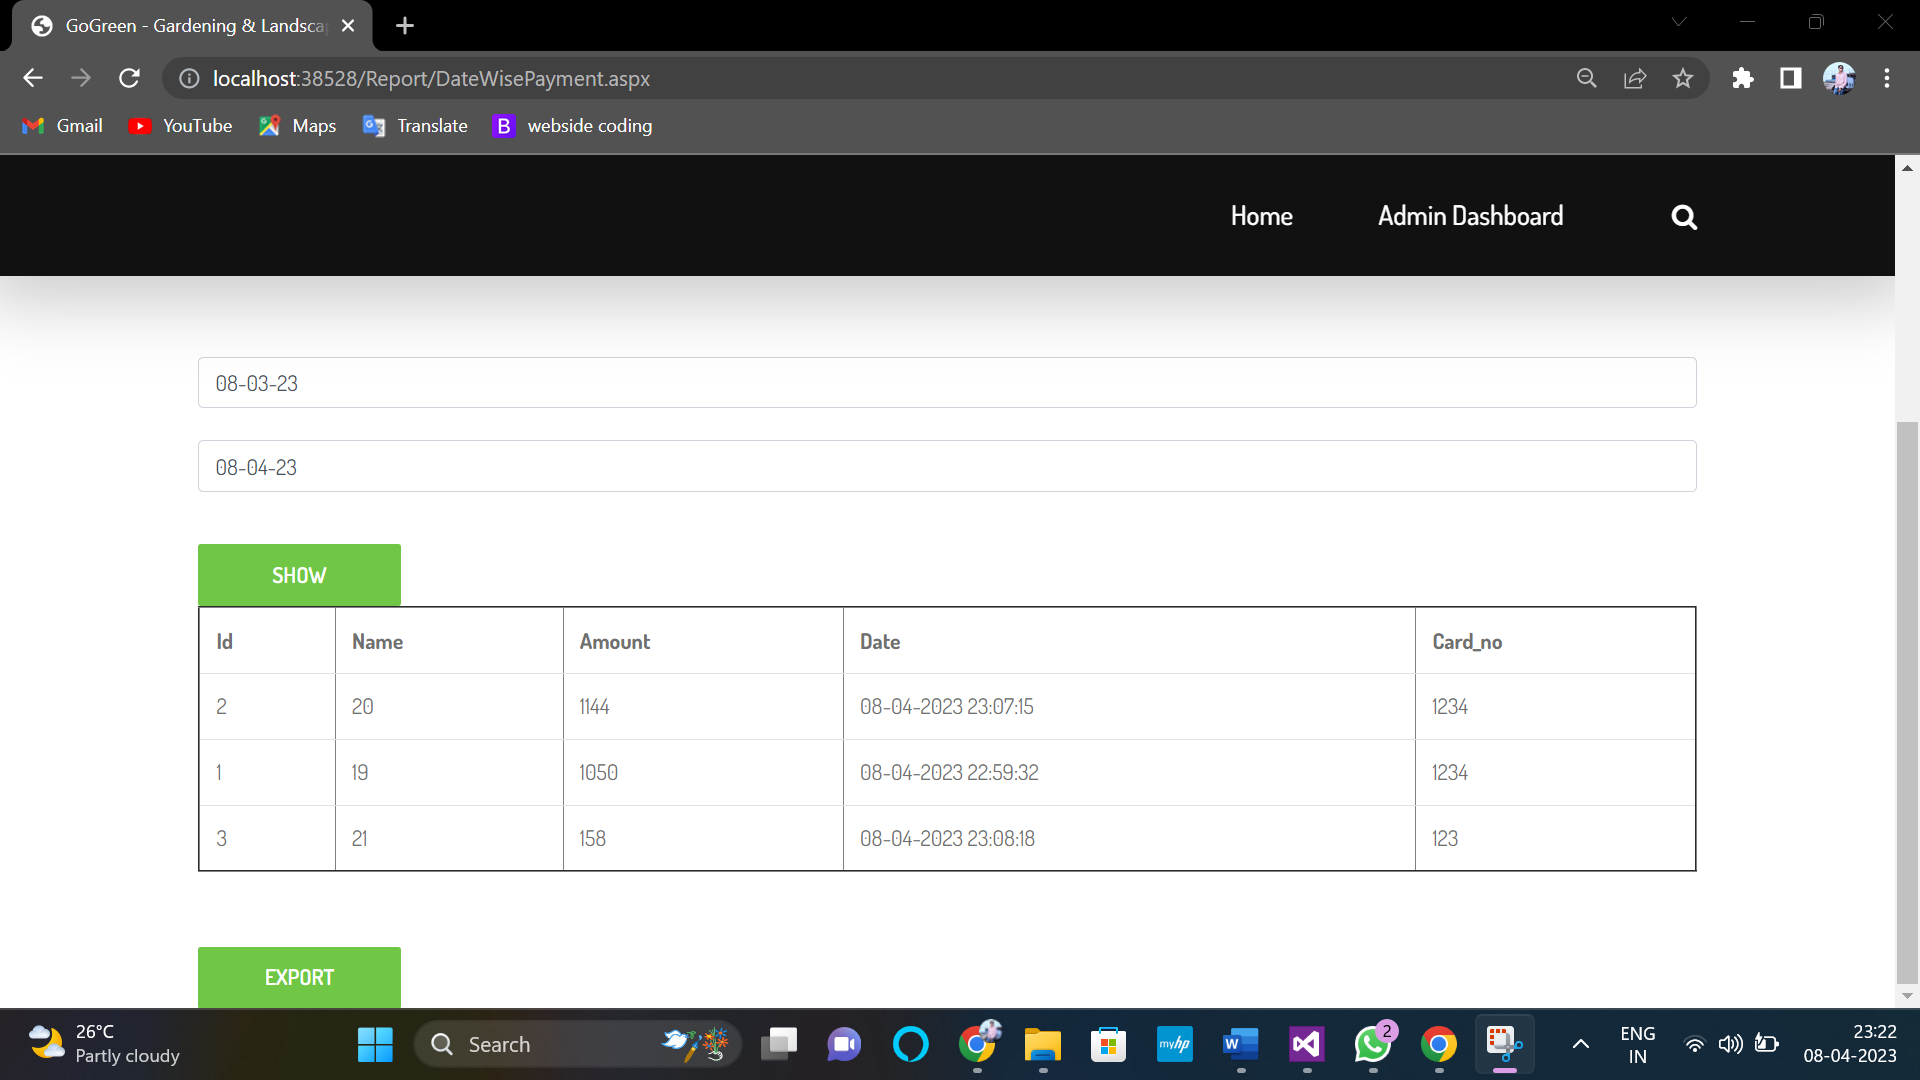 GoGreen - Gardening & Landsca
localhost:38528/Report/DateWisePayment.aspx
Gmail YouTube Maps Translate B webside coding
Home Admin Dashboard
08-03-23
08-04-23
SHOW
Id Name Amount Date Card_no
2 20 1144 08-04-2023 23:07:15 1234
1 19 1050 08-04-2023 22:59:32 1234
3 21 158 08-04-2023 23:08:18 123
EXPORT
26°C
Partly cloudy
Search
myhp
W
2
ENG
IN
23:22
08-04-2023